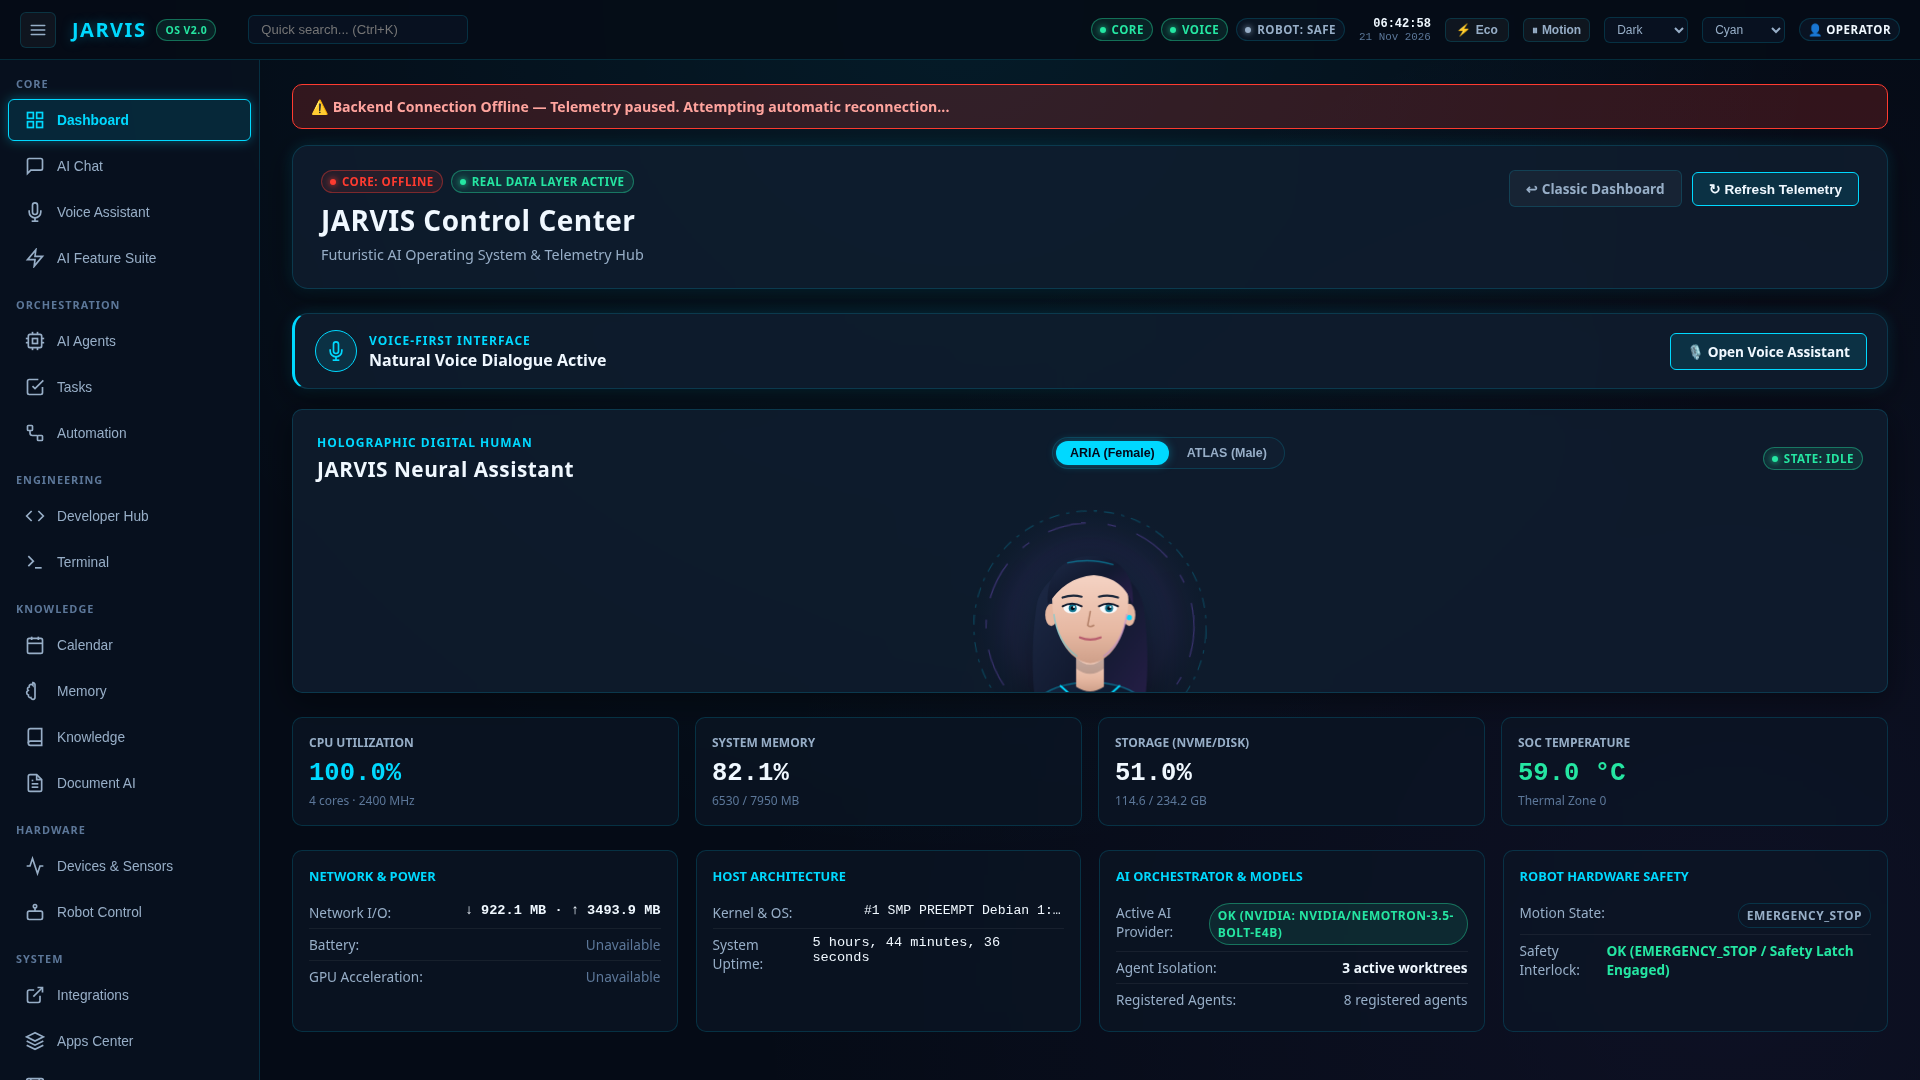 JARVIS OS V2.0 Quick search... (Ctrl+K) CORE VOICE ROBOT: SAFE 06:42:58 ⚡ Eco ⏸ Motion Dark Cyan 👤 OPERATOR
21 Nov 2026
CORE
Dashboard
AI Chat
Voice Assistant
AI Feature Suite
ORCHESTRATION
AI Agents
Tasks
Automation
ENGINEERING
Developer Hub
Terminal
KNOWLEDGE
Calendar
Memory
Knowledge
Document AI
HARDWARE
Devices & Sensors
Robot Control
SYSTEM
Integrations
Apps Center
⚠️ Backend Connection Offline — Telemetry paused. Attempting automatic reconnection...
CORE: OFFLINE REAL DATA LAYER ACTIVE
JARVIS Control Center
Futuristic AI Operating System & Telemetry Hub
↩ Classic Dashboard ↻ Refresh Telemetry
VOICE-FIRST INTERFACE
Natural Voice Dialogue Active
🎙️ Open Voice Assistant
HOLOGRAPHIC DIGITAL HUMAN
JARVIS Neural Assistant
ARIA (Female) ATLAS (Male)
STATE: IDLE
CPU UTILIZATION
100.0%
4 cores · 2400 MHz
SYSTEM MEMORY
82.1%
6530 / 7950 MB
STORAGE (NVME/DISK)
51.0%
114.6 / 234.2 GB
SOC TEMPERATURE
59.0 °C
Thermal Zone 0
NETWORK & POWER
Network I/O: ↓ 922.1 MB · ↑ 3493.9 MB
Battery: Unavailable
GPU Acceleration: Unavailable
HOST ARCHITECTURE
Kernel & OS: #1 SMP PREEMPT Debian 1:…
System Uptime: 5 hours, 44 minutes, 36 seconds
AI ORCHESTRATOR & MODELS
Active AI Provider: OK (NVIDIA: NVIDIA/NEMOTRON-3.5-BOLT-E4B)
Agent Isolation: 3 active worktrees
Registered Agents: 8 registered agents
ROBOT HARDWARE SAFETY
Motion State: EMERGENCY_STOP
Safety Interlock: OK (EMERGENCY_STOP / Safety Latch Engaged)